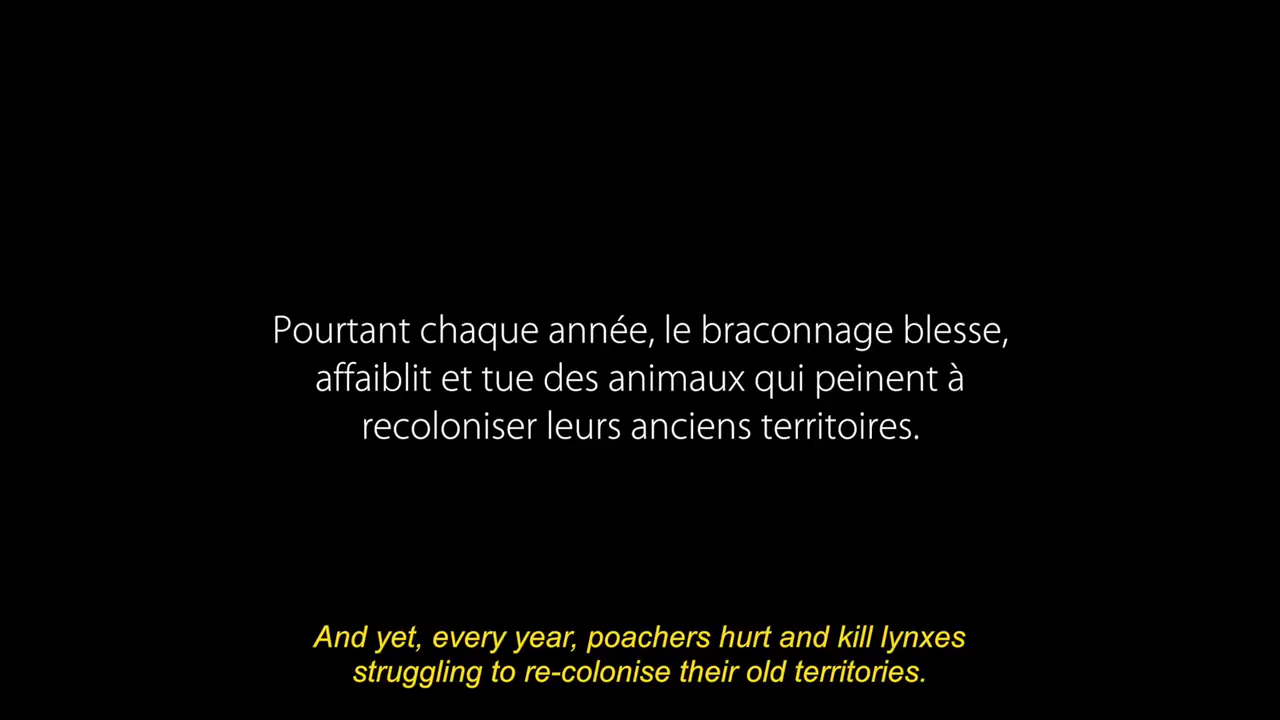 Pourtant chaque année, le braconnage blesse,
affaiblit et tue des animaux qui peinent à
recoloniser leurs anciens territoires.
And yet, every year, poachers hurt and kill lynxes
struggling to re-colonise their old territories.